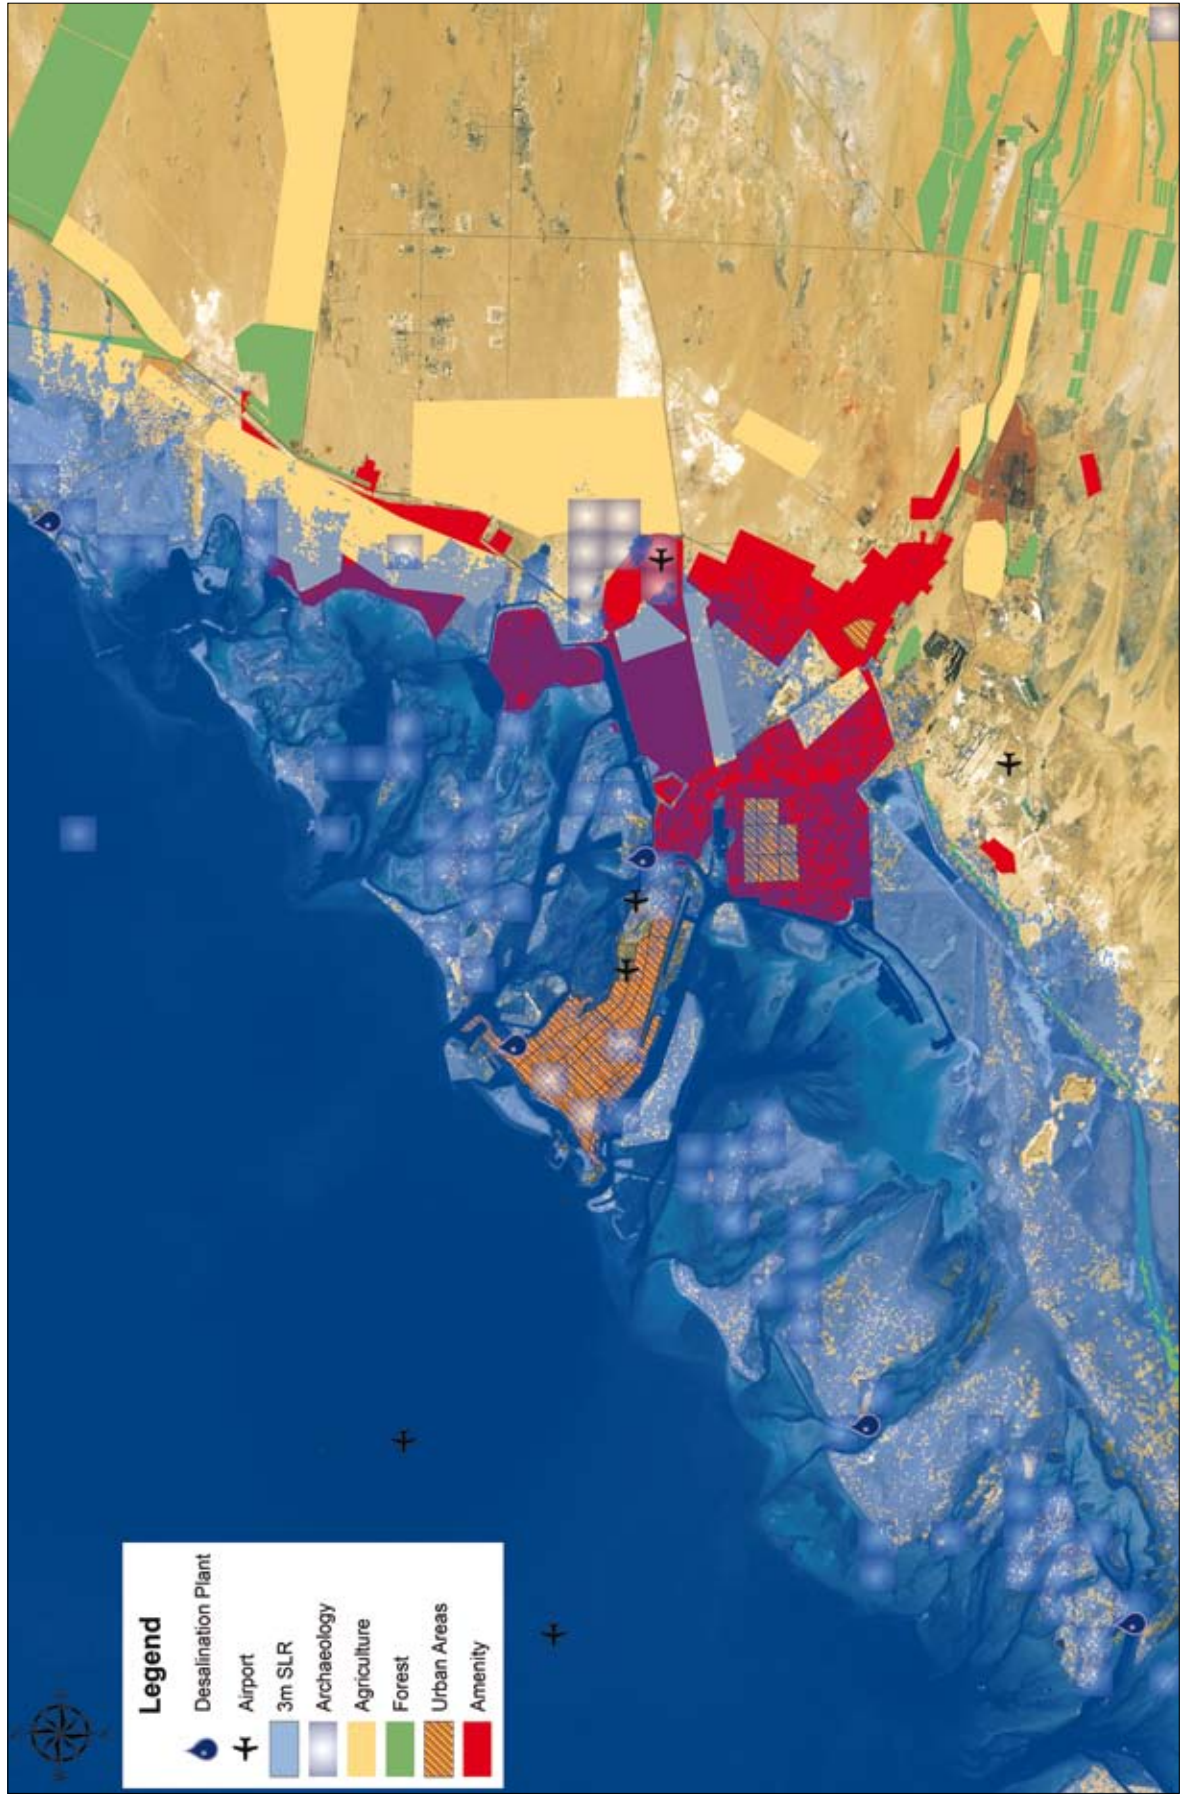 Legend
Desalination Plant
Airport
3m SLR
Archaeology
Agriculture
Forest
Urban Areas
Amenity